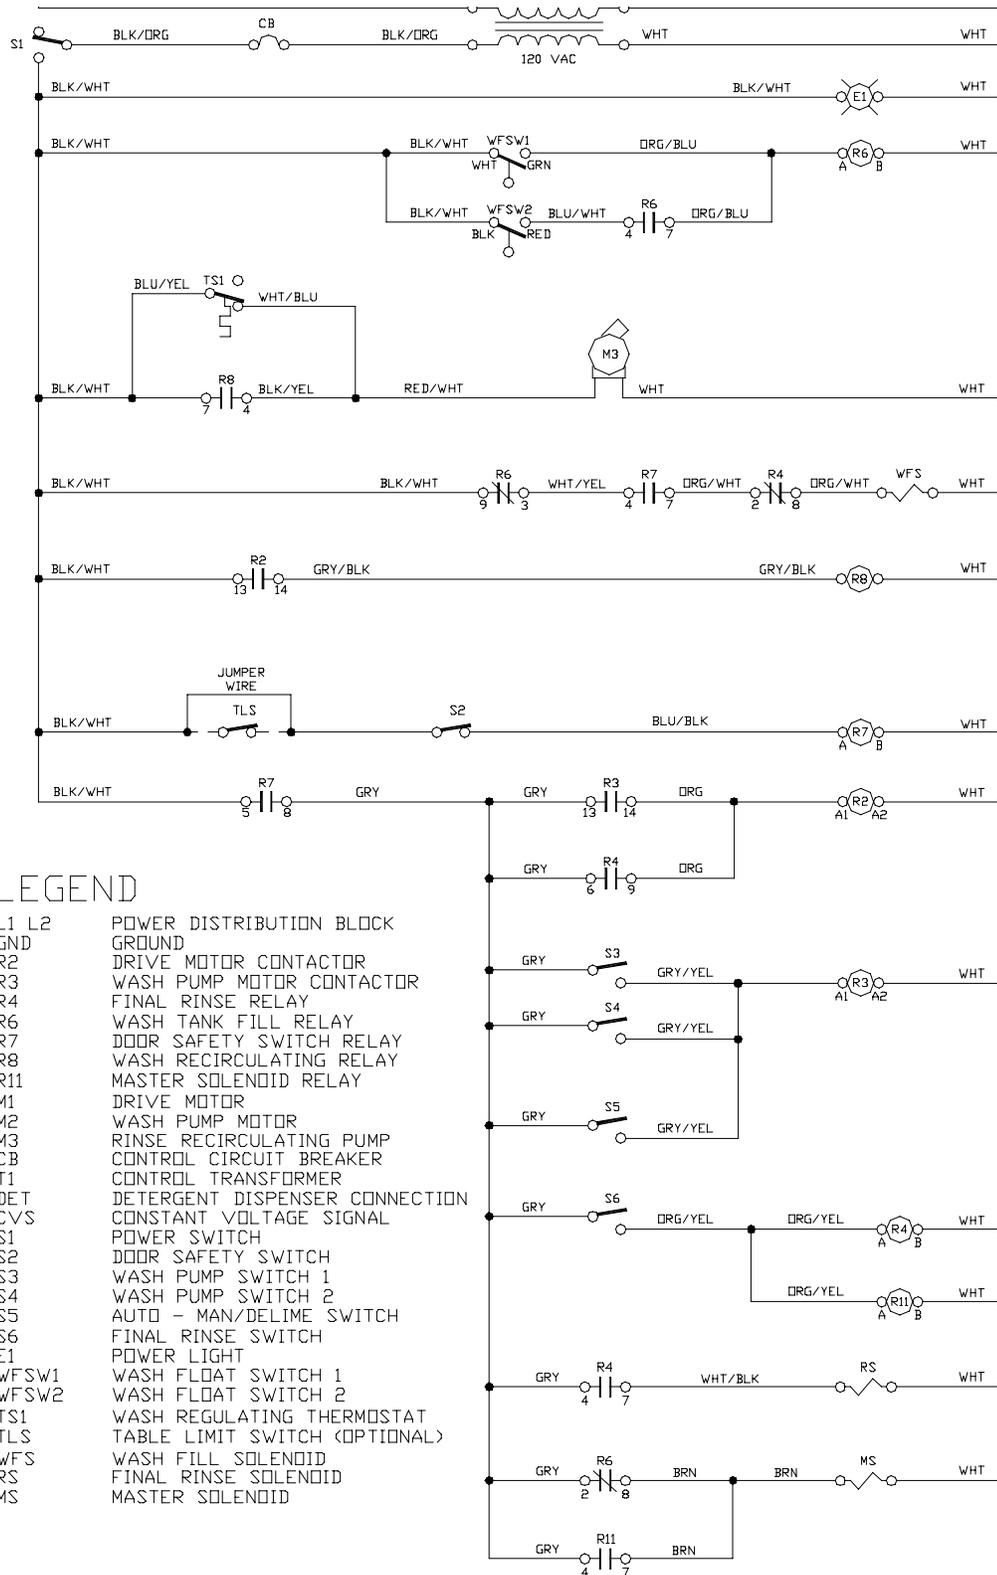 CB
S1 BLK/ORG BLK/ORG WHT WHT
120 VAC
BLK/WHT BLK/WHT E1 WHT
BLK/WHT BLK/WHT WFSW1 ORG/BLU R6 WHT
WHT GRN A B
BLK/WHT WFSW2 BLU/WHT R6 ORG/BLU
BLK RED 4 7
BLU/YEL TS1 WHT/BLU
M3
BLK/WHT R8 BLK/YEL RED/WHT WHT WHT
7 4
BLK/WHT BLK/WHT R6 WHT/YEL R7 ORG/WHT R4 ORG/WHT WFS WHT
9 3 4 7 2 8
BLK/WHT R2 GRY/BLK GRY/BLK R8 WHT
13 14
JUMPER
WIRE
BLK/WHT TLS S2 BLU/BLK R7 WHT
A B
BLK/WHT R7 GRY GRY R3 ORG R2 WHT
5 8 13 14 A1 A2
GRY R4 ORG
6 9
GRY S3 GRY/YEL R3 WHT
A1 A2
GRY S4 GRY/YEL
GRY S5 GRY/YEL
GRY S6 ORG/YEL ORG/YEL R4 WHT
A B
ORG/YEL R11 WHT
A B
GRY R4 WHT/BLK RS WHT
4 7
GRY R6 BRN BRN MS WHT
2 8
GRY R11 BRN
4 7
LEGEND
L1 L2 POWER DISTRIBUTION BLOCK
GND GROUND
R2 DRIVE MOTOR CONTACTOR
R3 WASH PUMP MOTOR CONTACTOR
R4 FINAL RINSE RELAY
R6 WASH TANK FILL RELAY
R7 DOOR SAFETY SWITCH RELAY
R8 WASH RECIRCULATING RELAY
R11 MASTER SOLENOID RELAY
M1 DRIVE MOTOR
M2 WASH PUMP MOTOR
M3 RINSE RECIRCULATING PUMP
CB CONTROL CIRCUIT BREAKER
T1 CONTROL TRANSFORMER
DET DETERGENT DISPENSER CONNECTION
CVS CONSTANT VOLTAGE SIGNAL
S1 POWER SWITCH
S2 DOOR SAFETY SWITCH
S3 WASH PUMP SWITCH 1
S4 WASH PUMP SWITCH 2
S5 AUTO - MAN/DELIME SWITCH
S6 FINAL RINSE SWITCH
E1 POWER LIGHT
WFSW1 WASH FLOAT SWITCH 1
WFSW2 WASH FLOAT SWITCH 2
TS1 WASH REGULATING THERMOSTAT
TLS TABLE LIMIT SWITCH (OPTIONAL)
WFS WASH FILL SOLENOID
RS FINAL RINSE SOLENOID
MS MASTER SOLENOID